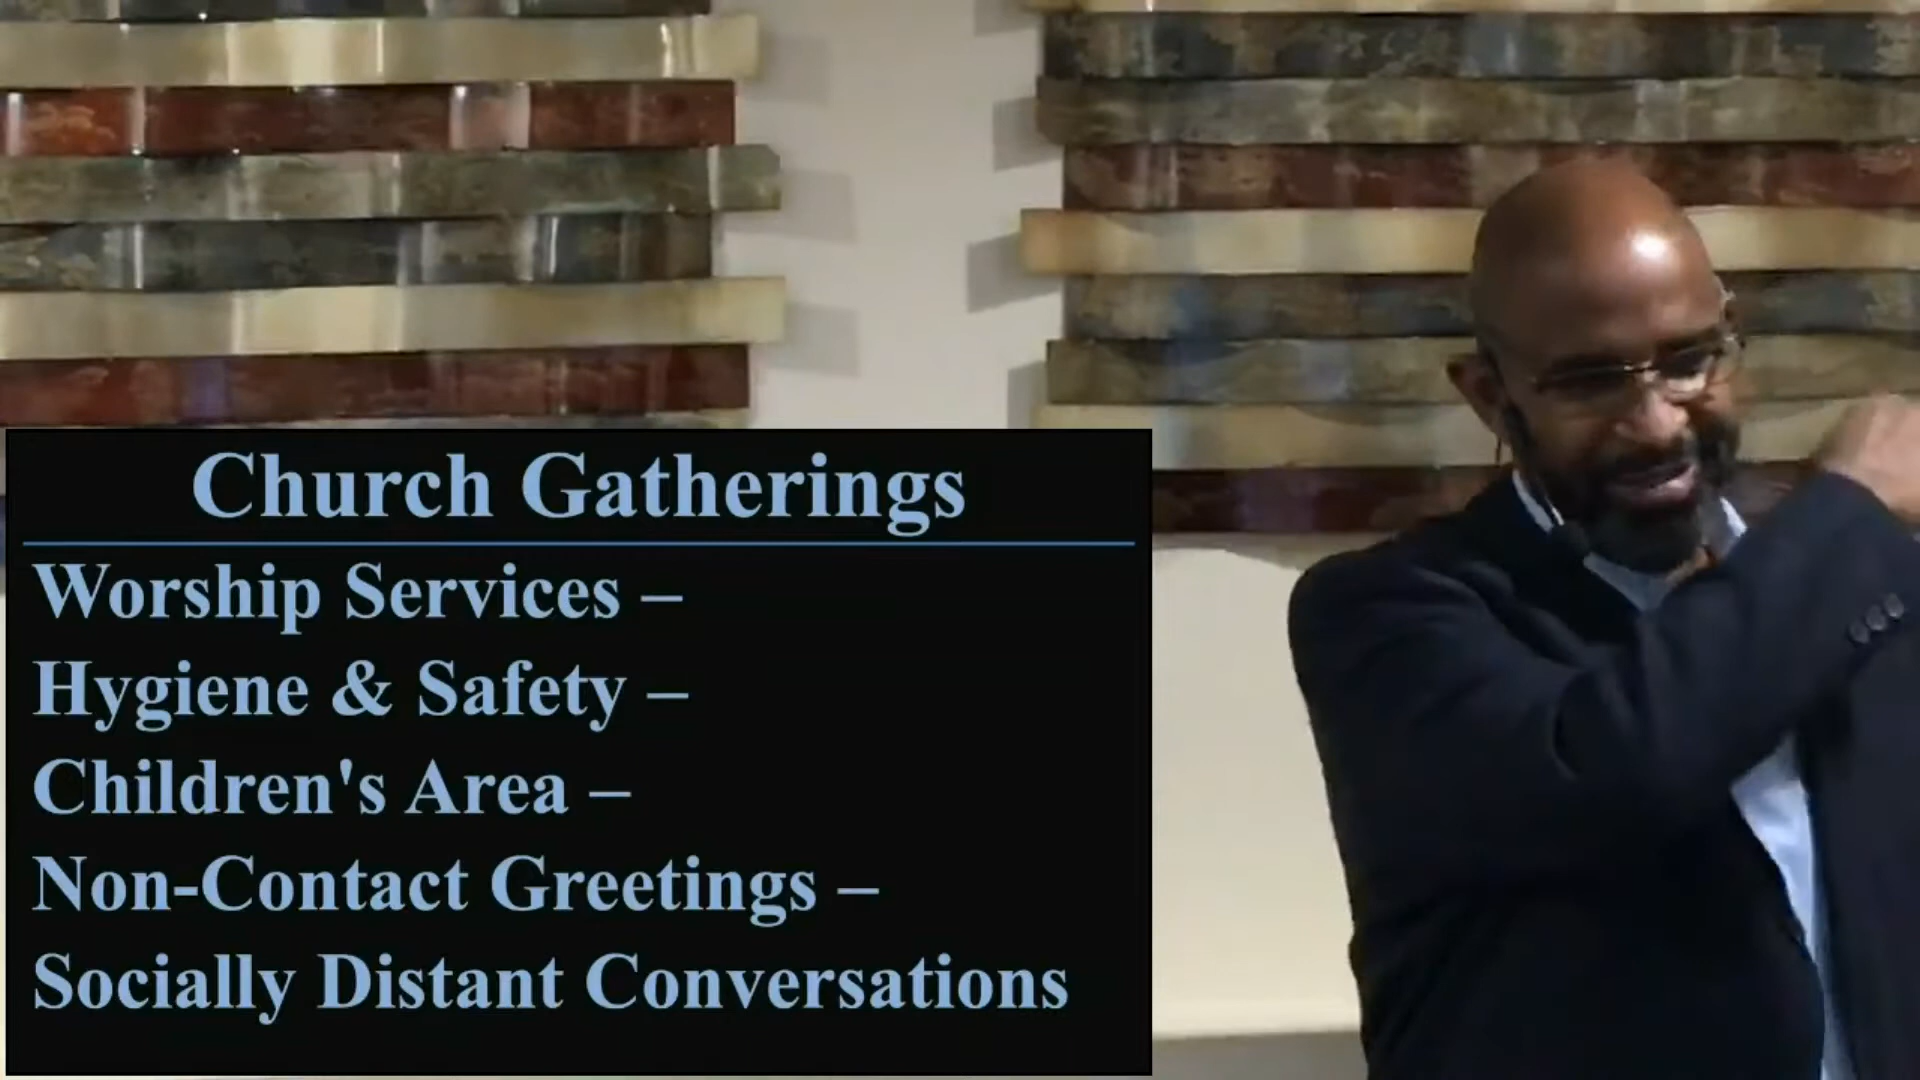 Church Gatherings
Worship Services –
Hygiene & Safety –
Children's Area –
Non-Contact Greetings –
Socially Distant Conversations